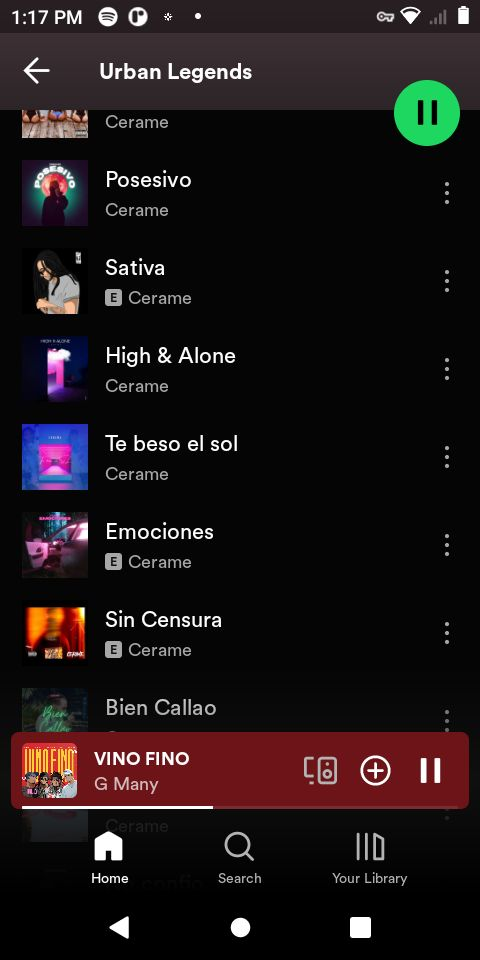 1:17 PM
Urban Legends
Cerame
Posesivo
Cerame
Sativa
E Cerame
High & Alone
Cerame
Te beso el sol
Cerame
Emociones
E Cerame
Sin Censura
E Cerame
Bien Callao
VINO FINO
G Many
Cerame
Home
Search
Your Library